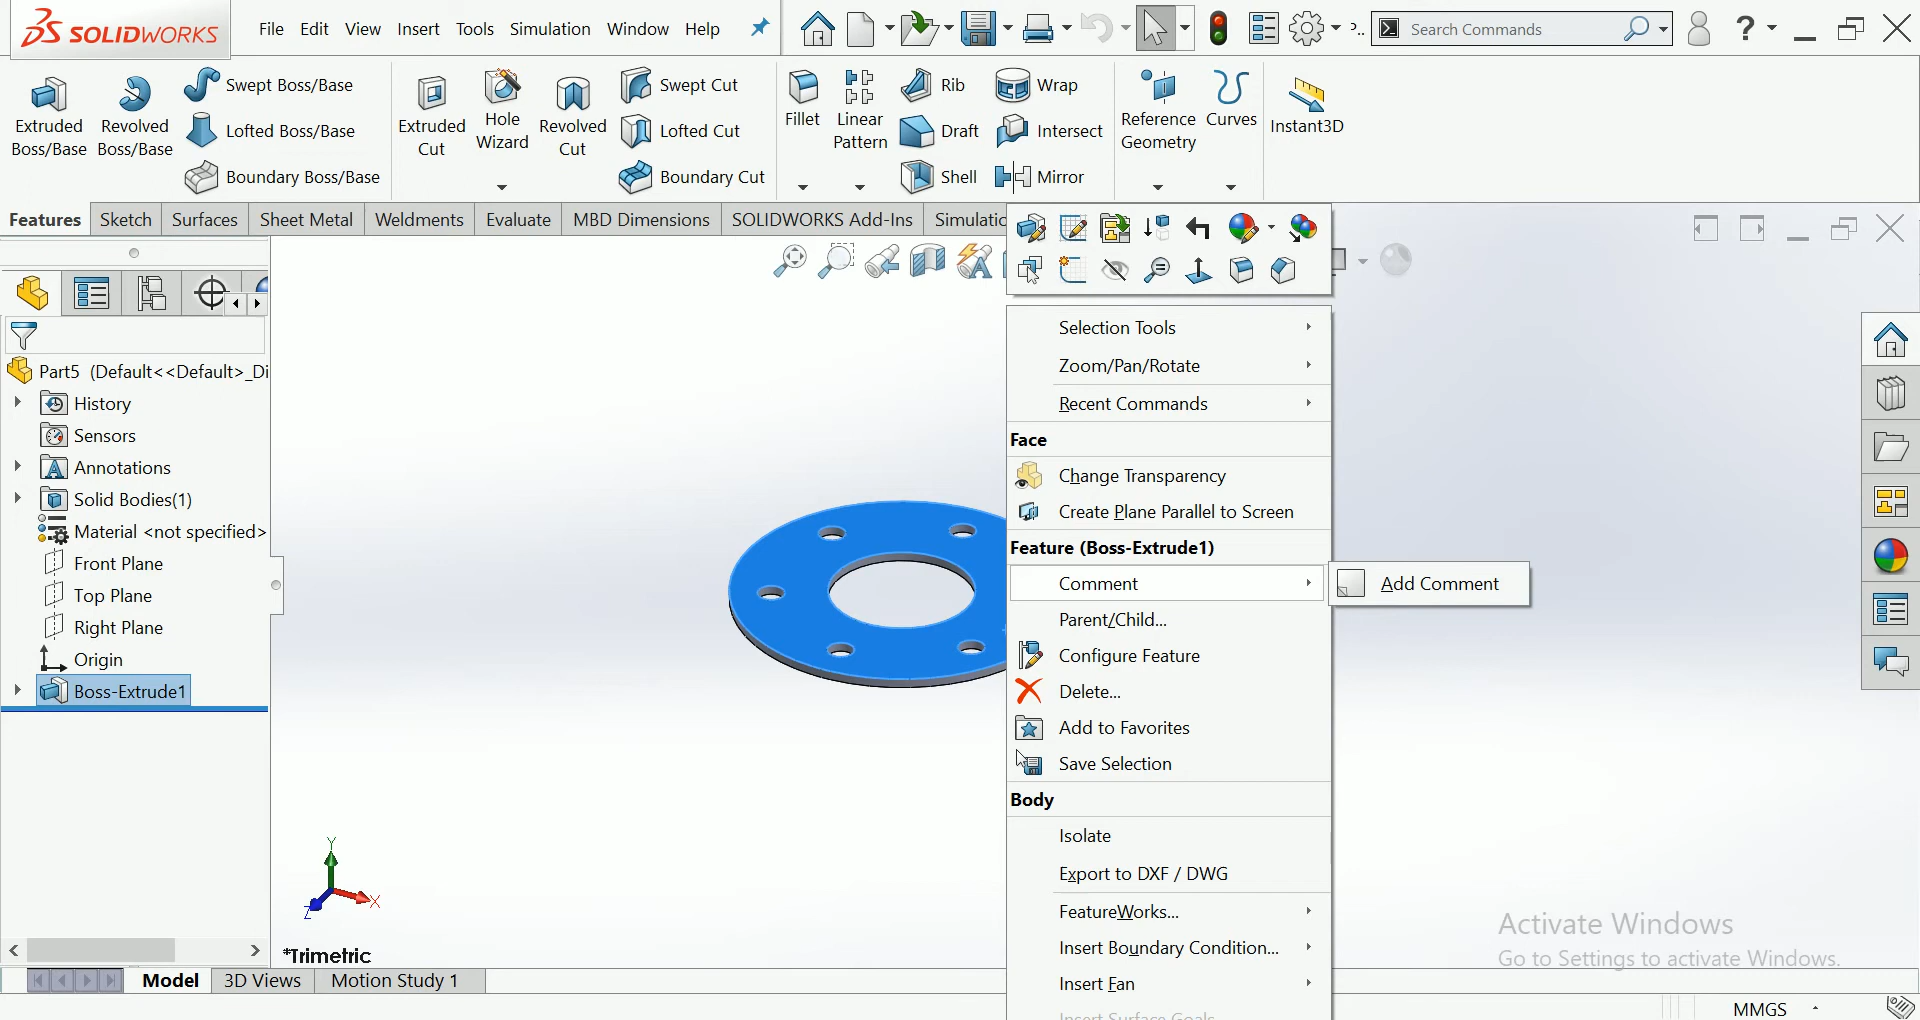 SOLIDWORKS File Edit View Insert Tools Simulation Window Help P.. Search Commands ?
Extruded Boss/Base
Revolved Boss/Base
Swept Boss/Base
Lofted Boss/Base
Boundary Boss/Base
Extruded Cut
Hole Wizard
Revolved Cut
Swept Cut
Lofted Cut
Boundary Cut
Fillet
Linear Pattern
Rib
Draft
Shell
Wrap
Intersect
Mirror
Reference Geometry
Curves
Instant3D
Features Sketch Surfaces Sheet Metal Weldments Evaluate MBD Dimensions SOLIDWORKS Add-Ins Simulatio
Part5 (Default<<Default>_Di
History
Sensors
Annotations
Solid Bodies(1)
Material <not specified>
Front Plane
Top Plane
Right Plane
Origin
Boss-Extrude1
Selection Tools
Zoom/Pan/Rotate
Recent Commands
Face
Change Transparency
Create Plane Parallel to Screen
Feature (Boss-Extrude1)
Comment
Add Comment
Parent/Child...
Configure Feature
Delete...
Add to Favorites
Save Selection
Body
Isolate
Export to DXF / DWG
FeatureWorks...
Insert Boundary Condition...
Insert Fan
Insert Surface Goals
Y
X
Z
*Trimetric
Activate Windows
Go to Settings to activate Windows.
Model 3D Views Motion Study 1
MMGS